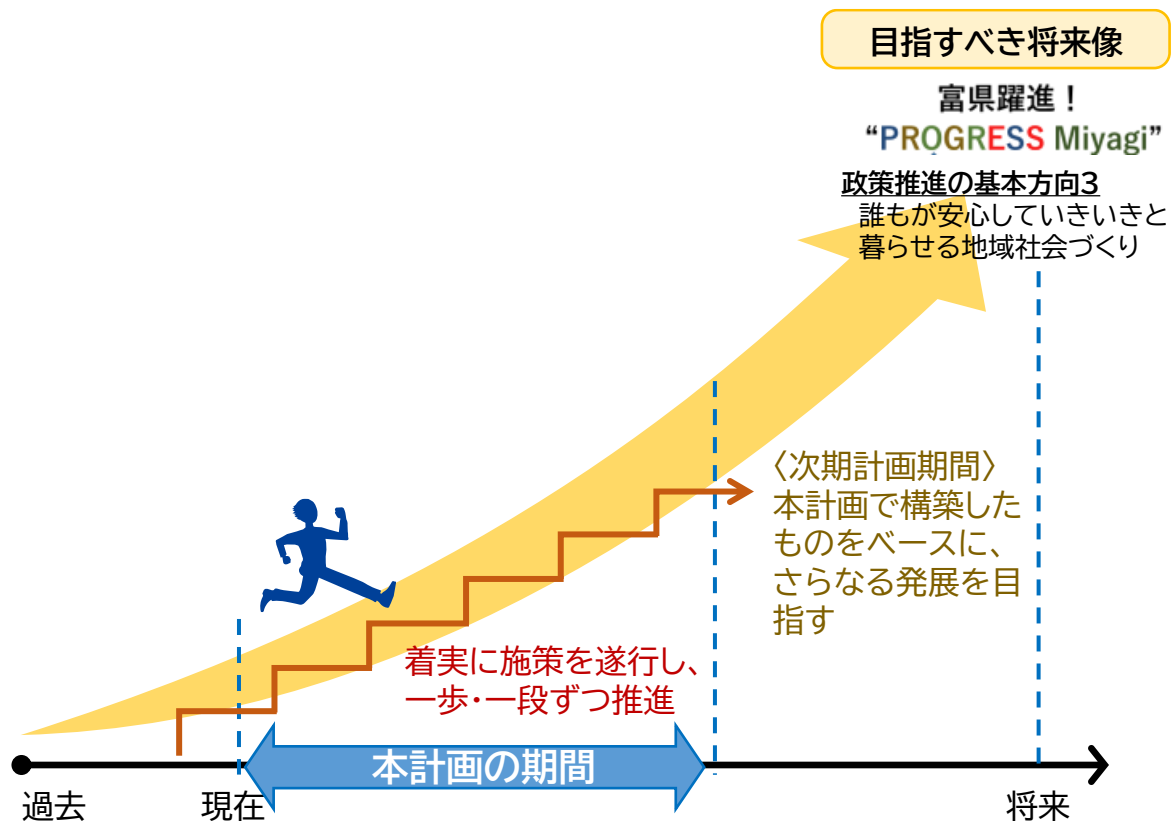 目指すべき将来像
富県躍進！
“PROGRESS Miyagi”
政策推進の基本方向3
誰もが安心していきいきと
暮らせる地域社会づくり
〈次期計画期間〉
本計画で構築した
ものをベースに、
さらなる発展を目
指す
着実に施策を遂行し、
一歩・一段ずつ推進
本計画の期間
過去
現在
将来